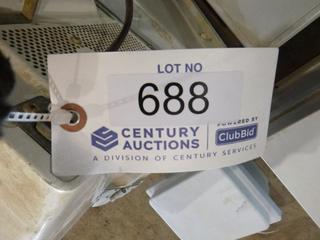 LOT NO
688
CENTURY
AUCTIONS
POWERED BY
ClubBid
A DIVISION OF CENTURY SERVICES